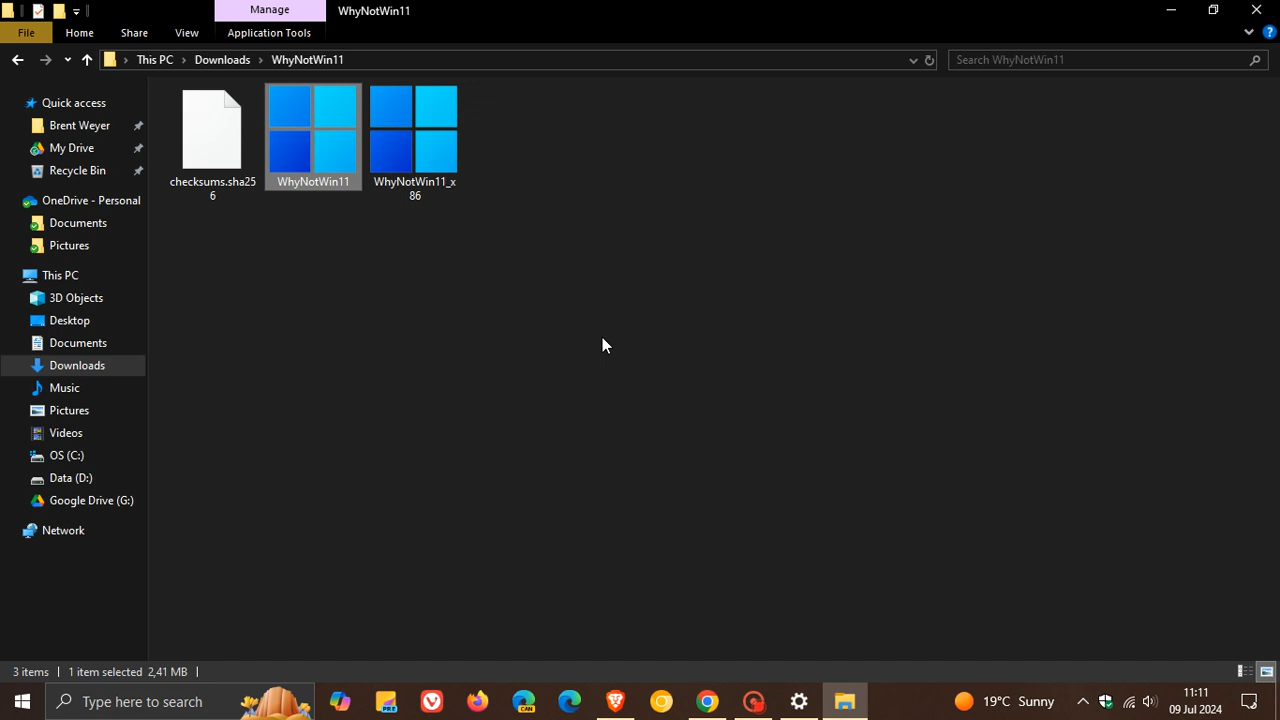 Manage
WhyNotWin11
File
Home
Share
View
Application Tools
This PC
Downloads
WhyNotWin11
Search WhyNotWin11
Quick access
Brent Weyer
My Drive
Recycle Bin
OneDrive - Personal
Documents
Pictures
This PC
3D Objects
Desktop
Documents
Downloads
Music
Pictures
Videos
OS (C:)
Data (D:)
Google Drive (G:)
Network
checksums.sha25
6
WhyNotWin11
WhyNotWin11_x
86
3 items
1 item selected 2,41 MB
Type here to search
PRE
CAN
19°C Sunny
11:11
09 Jul 2024